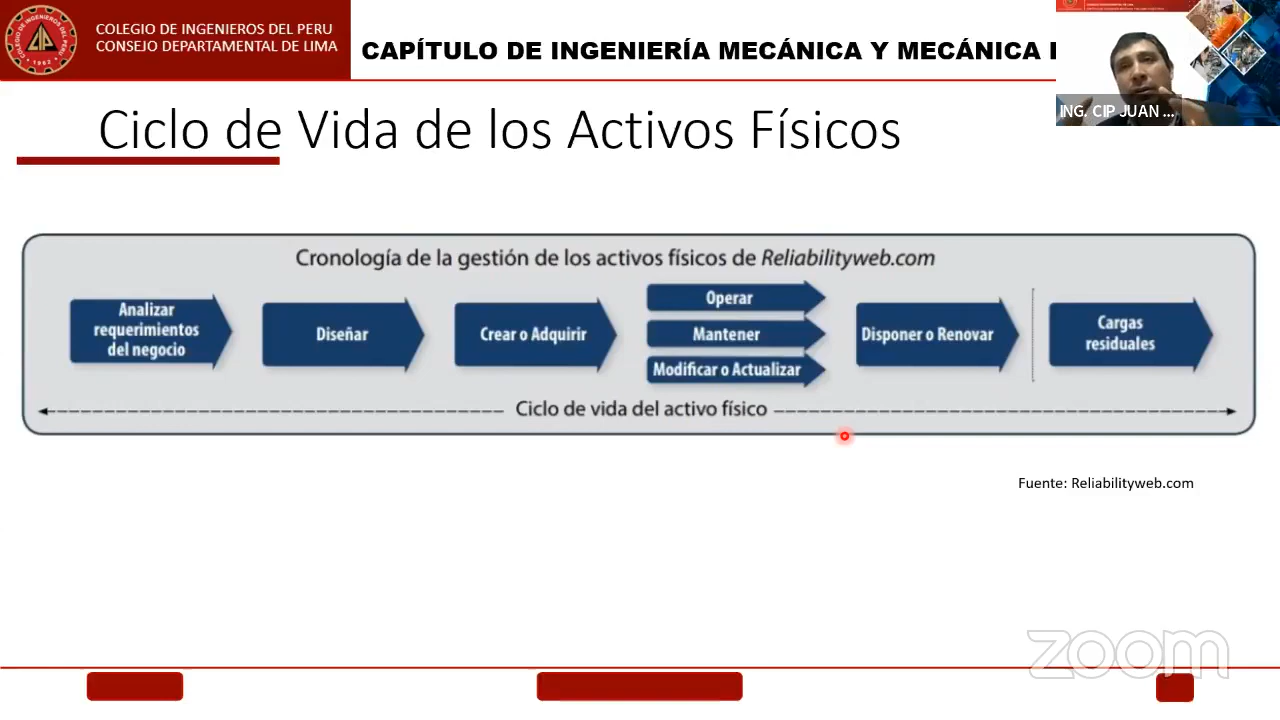 COLEGIO DE INGENIEROS DEL PERU
CONSEJO DEPARTAMENTAL DE LIMA
CAPÍTULO DE INGENIERÍA MECÁNICA Y MECÁNICA
ING. CIP JUAN ...
Ciclo de Vida de los Activos Físicos
Cronología de la gestión de los activos físicos de Reliabilityweb.com
Analizar
requerimientos
del negocio
Diseñar
Crear o Adquirir
Operar
Mantener
Modificar o Actualizar
Disponer o Renovar
Cargas
residuales
Ciclo de vida del activo físico
Fuente: Reliabilityweb.com
zoom